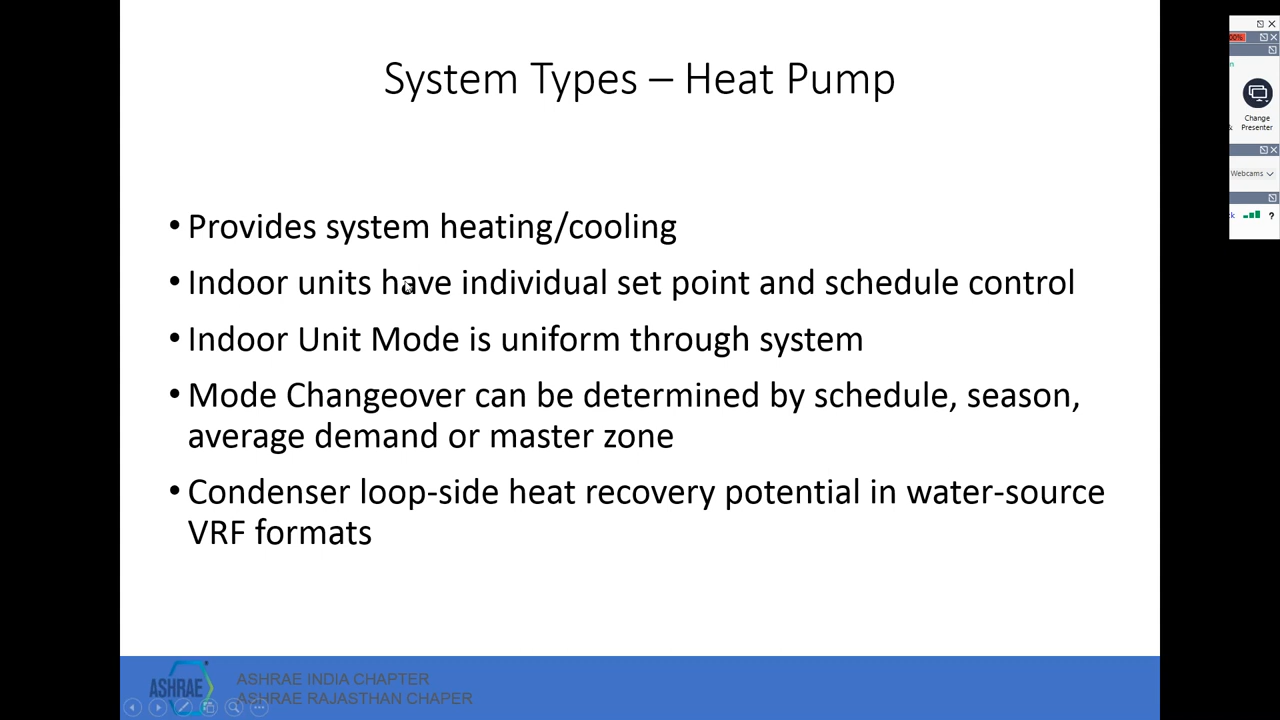 System Types – Heat Pump
• Provides system heating/cooling
• Indoor units have individual set point and schedule control
• Indoor Unit Mode is uniform through system
• Mode Changeover can be determined by schedule, season,
average demand or master zone
• Condenser loop-side heat recovery potential in water-source
VRF formats
ASHRAE
ASHRAE INDIA CHAPTER
ASHRAE RAJASTHAN CHAPER
Change
Presenter
Webcams
?